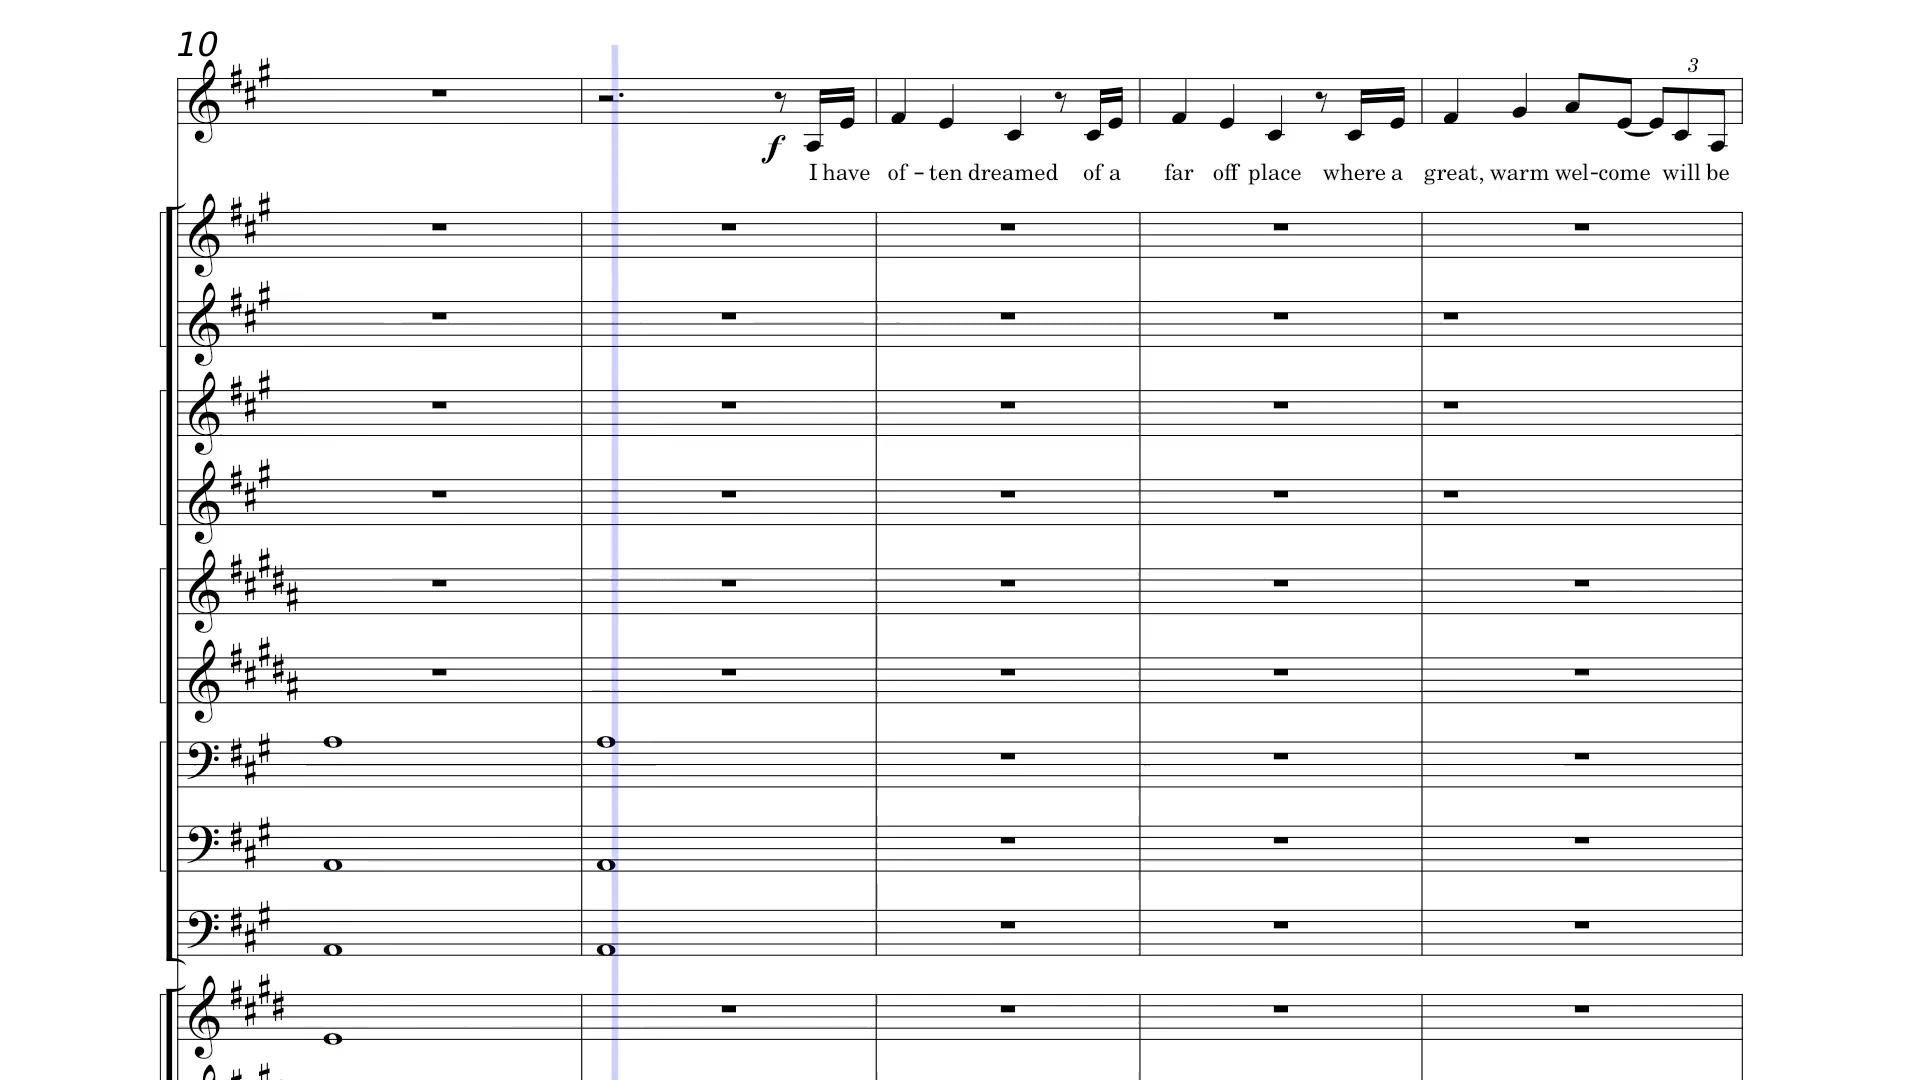 10
3
f
I have of - ten dreamed of a far off place where a great, warm wel-come will be